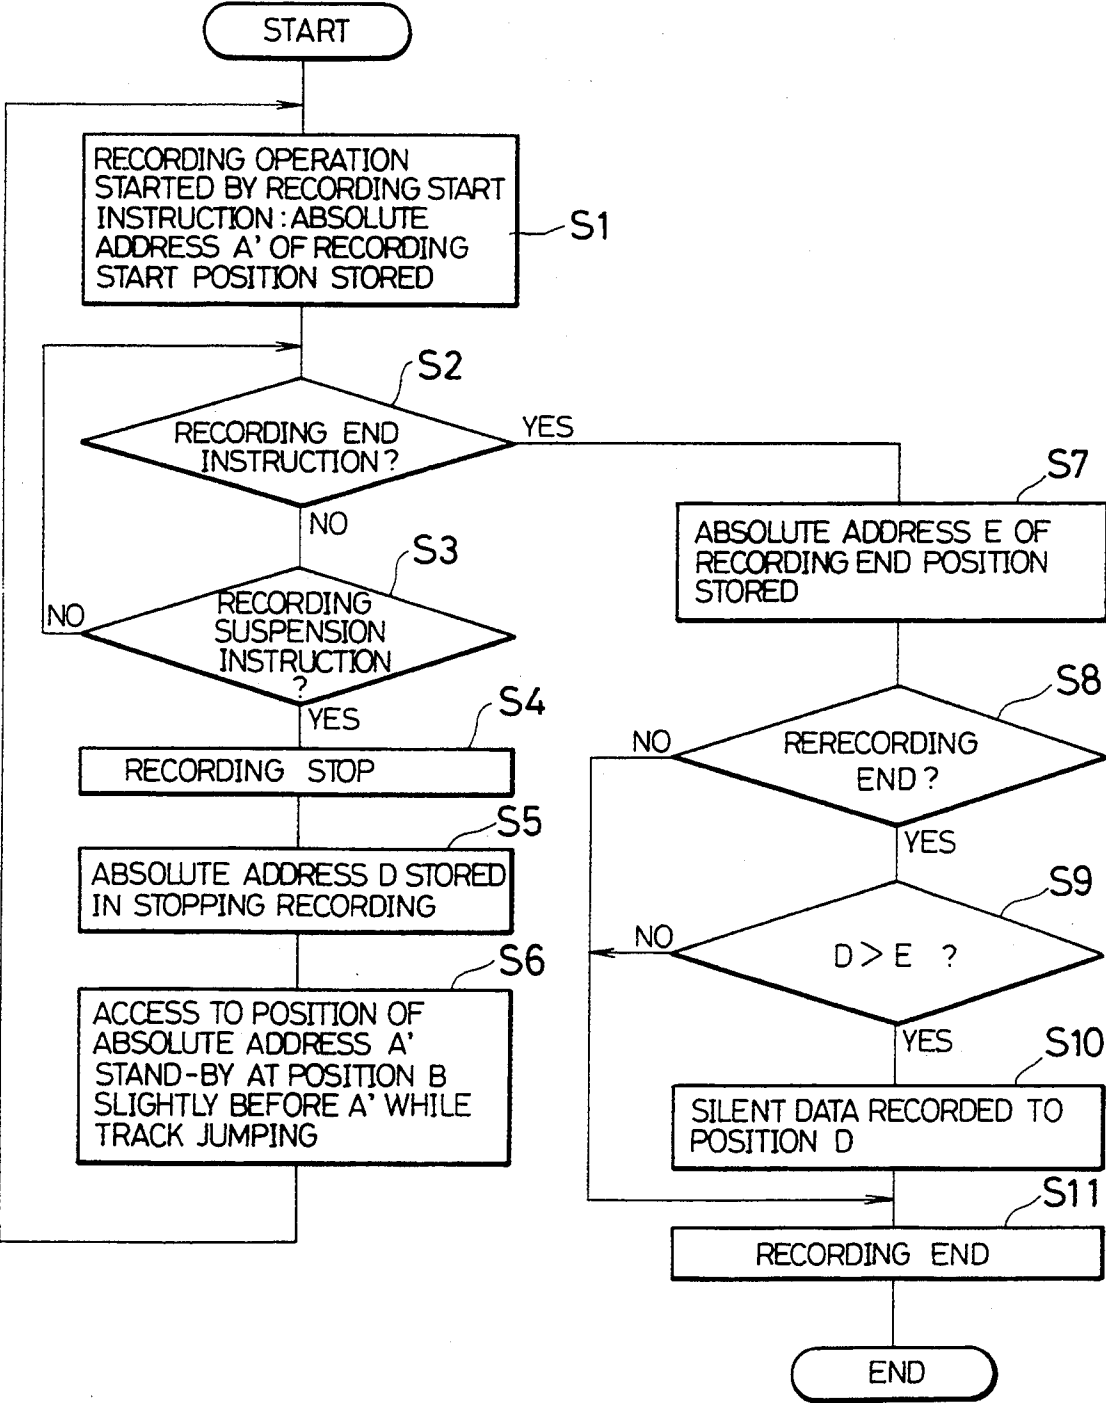 START
RECORDING OPERATION
STARTED BY RECORDING START
INSTRUCTION : ABSOLUTE
ADDRESS A' OF RECORDING
START POSITION STORED
S1
S2
RECORDING END
INSTRUCTION ?
YES
NO
S3
RECORDING
SUSPENSION
INSTRUCTION
?
NO
YES
S4
RECORDING STOP
S5
ABSOLUTE ADDRESS D STORED
IN STOPPING RECORDING
S6
ACCESS TO POSITION OF
ABSOLUTE ADDRESS A'
STAND-BY AT POSITION B
SLIGHTLY BEFORE A' WHILE
TRACK JUMPING
S7
ABSOLUTE ADDRESS E OF
RECORDING END POSITION
STORED
S8
RERECORDING
END ?
NO
YES
S9
D > E ?
NO
YES
S10
SILENT DATA RECORDED TO
POSITION D
S11
RECORDING END
END